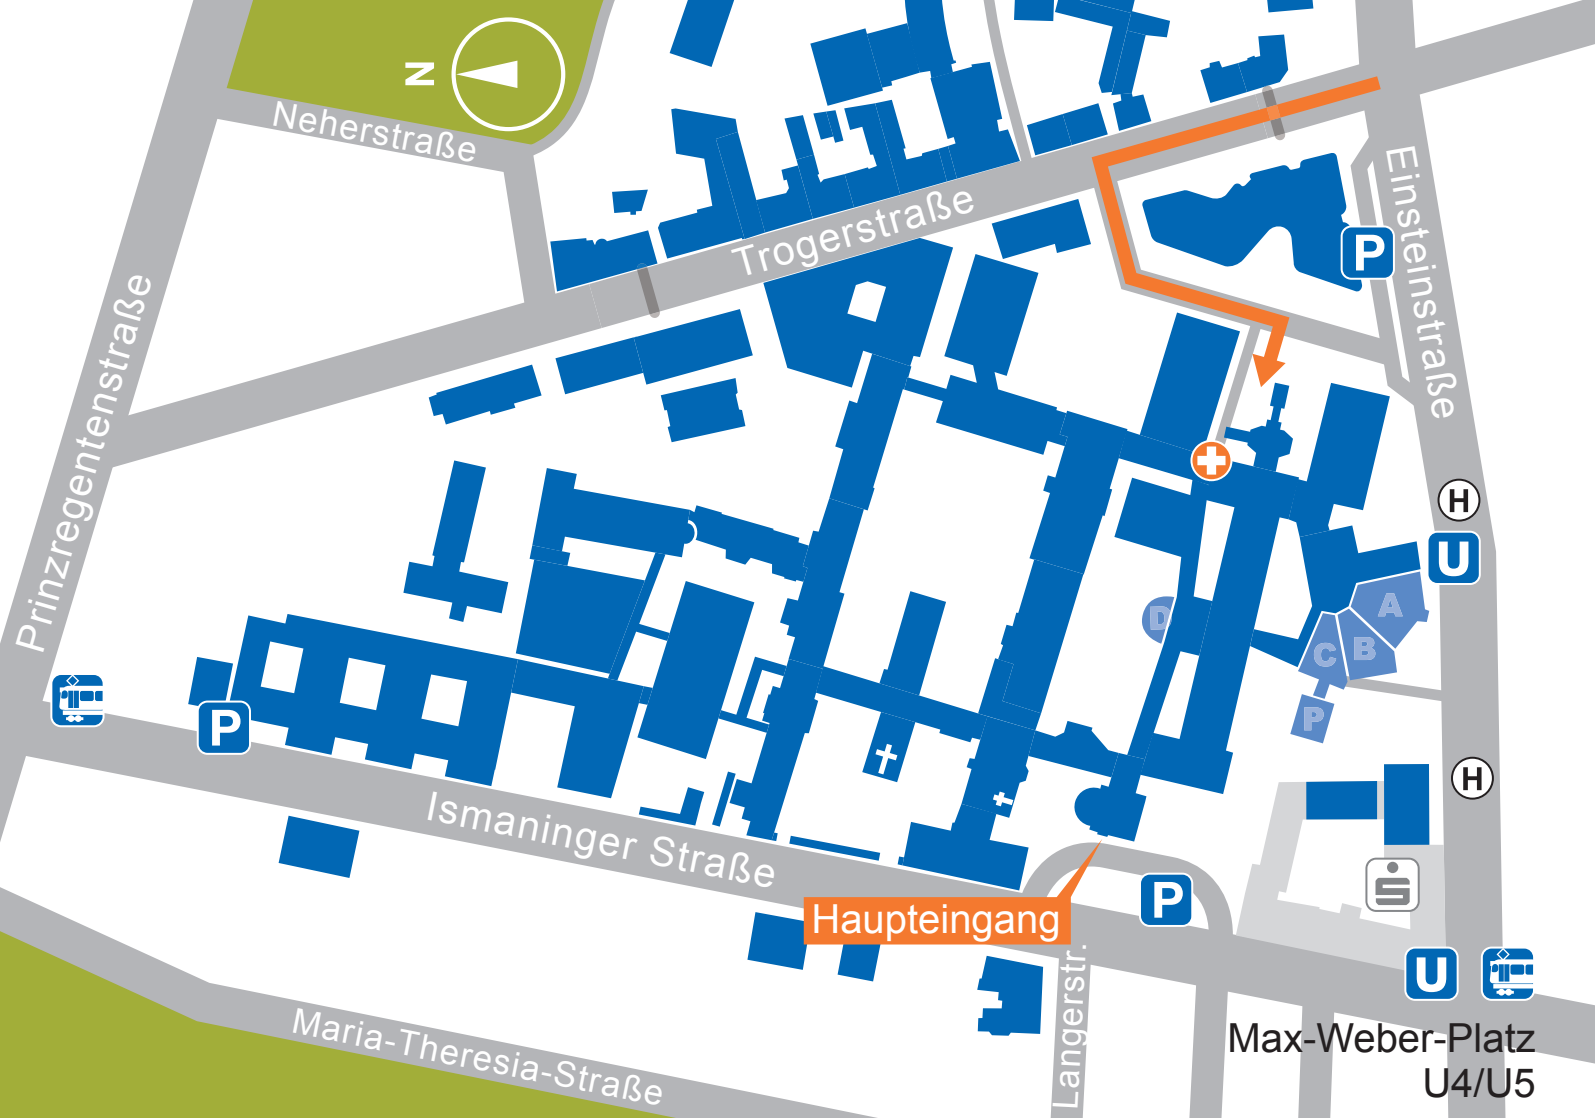 N
Neherstraße
Einsteinstraße
Trogerstraße
P
Prinzregentenstraße
H
U
A
D
C
B
P
P
H
Ismaninger Straße
Haupteingang
P
Langerstr.
U
Maria-Theresia-Straße
Max-Weber-Platz
U4/U5